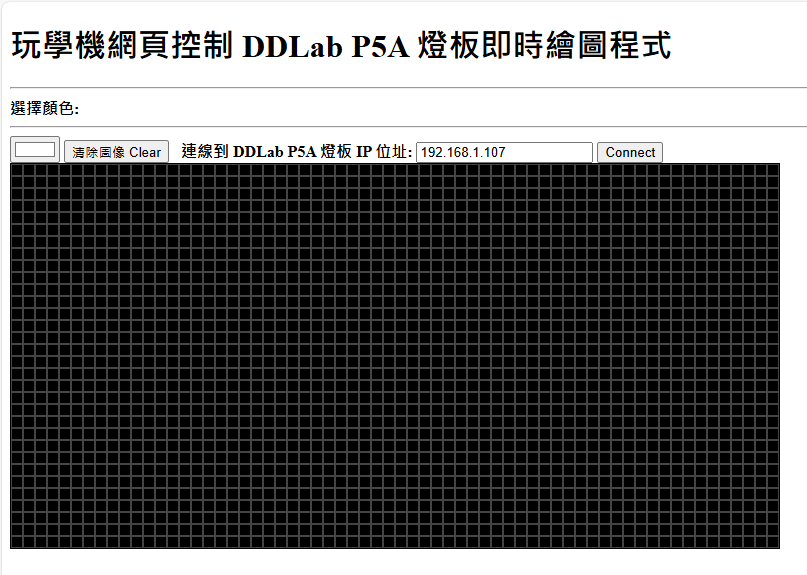 玩學機網頁控制 DDLab P5A 燈板即時繪圖程式
選擇顏色:
清除圖像 Clear 連線到 DDLab P5A 燈板 IP 位址: 192.168.1.107 Connect